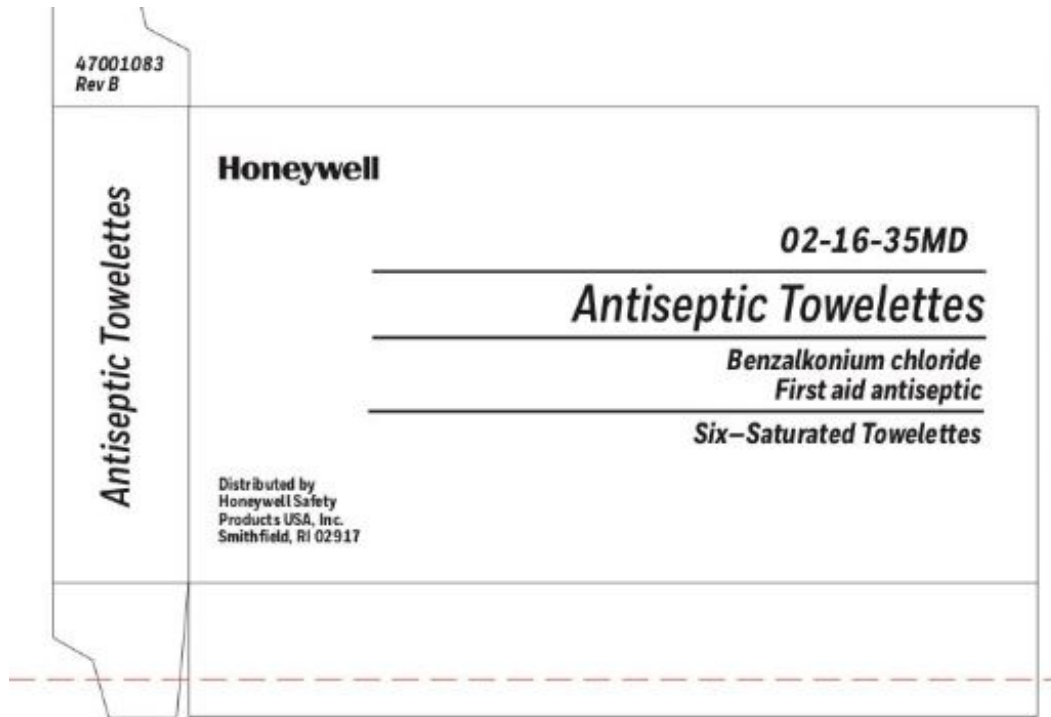 47001083
Rev B
Antiseptic Towelettes
Honeywell
02-16-35MD
Antiseptic Towelettes
Benzalkonium chloride
First aid antiseptic
Six–Saturated Towelettes
Distributed by
Honeywell Safety
Products USA, Inc.
Smithfield, RI 02917